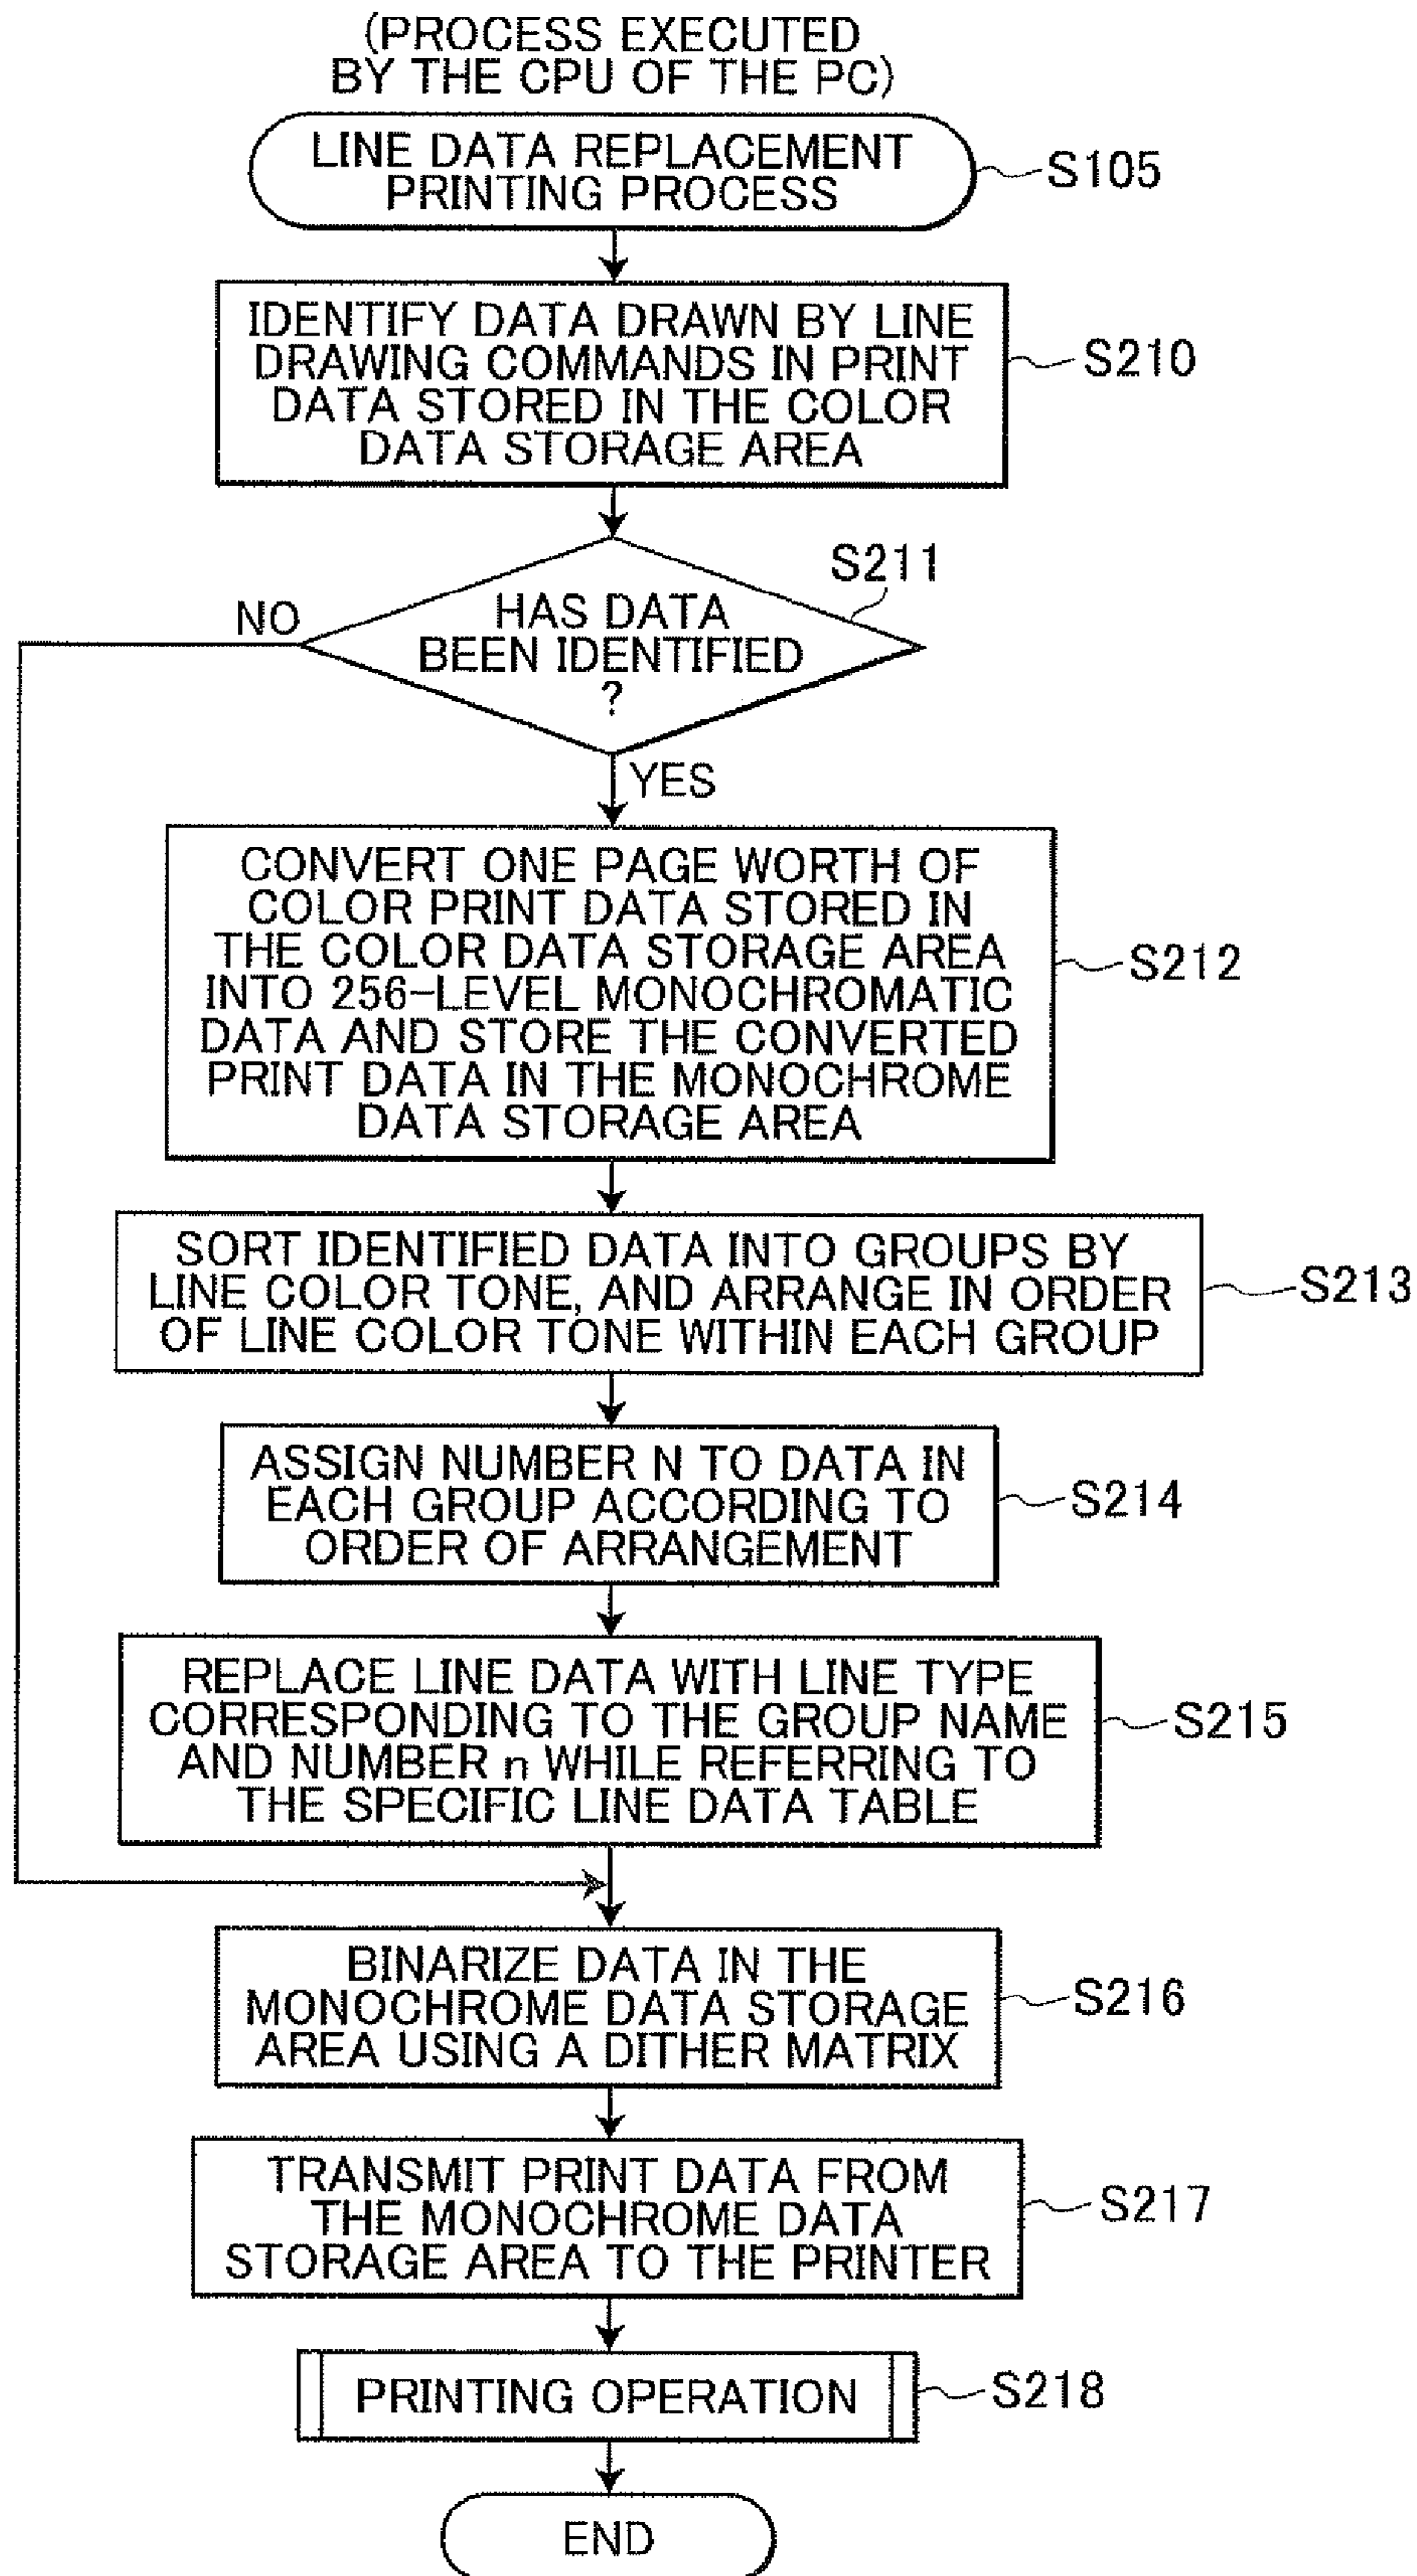 (PROCESS EXECUTED
BY THE CPU OF THE PC)
LINE DATA REPLACEMENT
PRINTING PROCESS
S105
IDENTIFY DATA DRAWN BY LINE
DRAWING COMMANDS IN PRINT
DATA STORED IN THE COLOR
DATA STORAGE AREA
S210
S211
HAS DATA
BEEN IDENTIFIED
?
NO
YES
CONVERT ONE PAGE WORTH OF
COLOR PRINT DATA STORED IN
THE COLOR DATA STORAGE AREA
INTO 256-LEVEL MONOCHROMATIC
DATA AND STORE THE CONVERTED
PRINT DATA IN THE MONOCHROME
DATA STORAGE AREA
S212
SORT IDENTIFIED DATA INTO GROUPS BY
LINE COLOR TONE, AND ARRANGE IN ORDER
OF LINE COLOR TONE WITHIN EACH GROUP
S213
ASSIGN NUMBER N TO DATA IN
EACH GROUP ACCORDING TO
ORDER OF ARRANGEMENT
S214
REPLACE LINE DATA WITH LINE TYPE
CORRESPONDING TO THE GROUP NAME
AND NUMBER n WHILE REFERRING TO
THE SPECIFIC LINE DATA TABLE
S215
BINARIZE DATA IN THE
MONOCHROME DATA STORAGE
AREA USING A DITHER MATRIX
S216
TRANSMIT PRINT DATA FROM
THE MONOCHROME DATA
STORAGE AREA TO THE PRINTER
S217
PRINTING OPERATION
S218
END